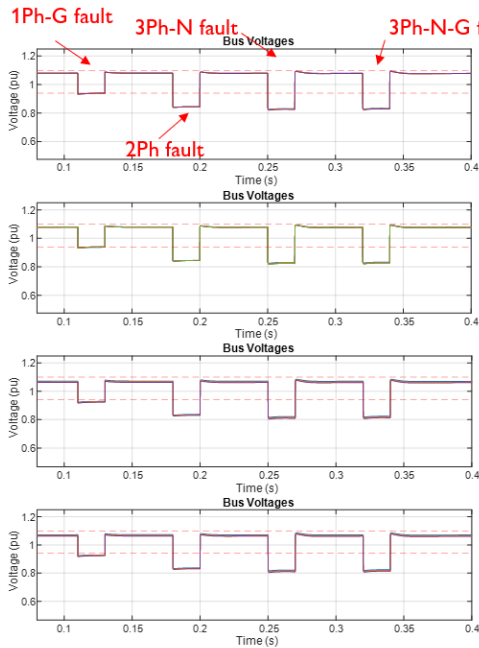 1Ph-G fault
3Ph-N fault
3Ph-N-G f
Bus Voltages
1.2
1
0.8
0.6
Voltage (pu)
2Ph fault
0.1
0.15
0.2
0.25
0.3
0.35
0.4
Time (s)
Bus Voltages
1.2
1
0.8
0.6
Voltage (pu)
0.1
0.15
0.2
0.25
0.3
0.35
0.4
Time (s)
Bus Voltages
1.2
1
0.8
0.6
Voltage (pu)
0.1
0.15
0.2
0.25
0.3
0.35
0.4
Time (s)
Bus Voltages
1.2
1
0.8
0.6
Voltage (pu)
0.1
0.15
0.2
0.25
0.3
0.35
0.4
Time (s)